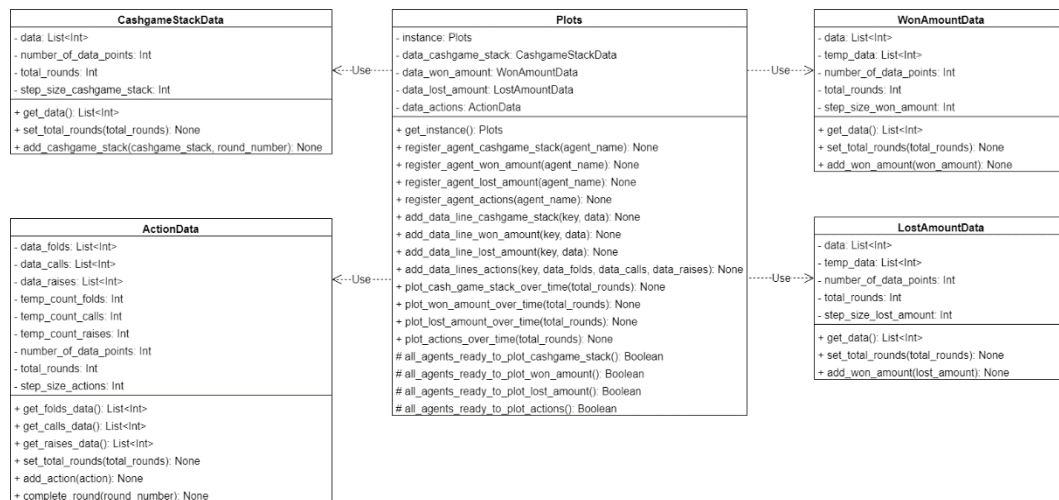 CashgameStackData
- data: List<Int>
- number_of_data_points: Int
- total_rounds: Int
- step_size_cashgame_stack: Int
+ get_data(): List<Int>
+ set_total_rounds(total_rounds): None
+ add_cashgame_stack(cashgame_stack, round_number): None
Use
Plots
- instance: Plots
- data_cashgame_stack: CashgameStackData
- data_won_amount: WonAmountData
- data_lost_amount: LostAmountData
- data_actions: ActionData
+ get_instance(): Plots
+ register_agent_cashgame_stack(agent_name): None
+ register_agent_won_amount(agent_name): None
+ register_agent_lost_amount(agent_name): None
+ register_agent_actions(agent_name): None
+ add_data_line_cashgame_stack(key, data): None
+ add_data_line_won_amount(key, data): None
+ add_data_line_lost_amount(key, data): None
+ add_data_lines_actions(key, data_folds, data_calls, data_raises): None
+ plot_cash_game_stack_over_time(total_rounds): None
+ plot_won_amount_over_time(total_rounds): None
+ plot_lost_amount_over_time(total_rounds): None
+ plot_actions_over_time(total_rounds): None
# all_agents_ready_to_plot_cashgame_stack(): Boolean
# all_agents_ready_to_plot_won_amount(): Boolean
# all_agents_ready_to_plot_lost_amount(): Boolean
# all_agents_ready_to_plot_actions(): Boolean
Use
WonAmountData
- data: List<Int>
- temp_data: List<Int>
- number_of_data_points: Int
- total_rounds: Int
- step_size_won_amount: Int
+ get_data(): List<Int>
+ set_total_rounds(total_rounds): None
+ add_won_amount(won_amount): None
ActionData
- data_folds: List<Int>
- data_calls: List<Int>
- data_raises: List<Int>
- temp_count_folds: Int
- temp_count_calls: Int
- temp_count_raises: Int
- number_of_data_points: Int
- total_rounds: Int
- step_size_actions: Int
+ get_folds_data(): List<Int>
+ get_calls_data(): List<Int>
+ get_raises_data(): List<Int>
+ set_total_rounds(total_rounds): None
+ add_action(action): None
+ complete_round(round_number): None
Use
Use
LostAmountData
- data: List<Int>
- temp_data: List<Int>
- number_of_data_points: Int
- total_rounds: Int
- step_size_lost_amount: Int
+ get_data(): List<Int>
+ set_total_rounds(total_rounds): None
+ add_won_amount(lost_amount): None